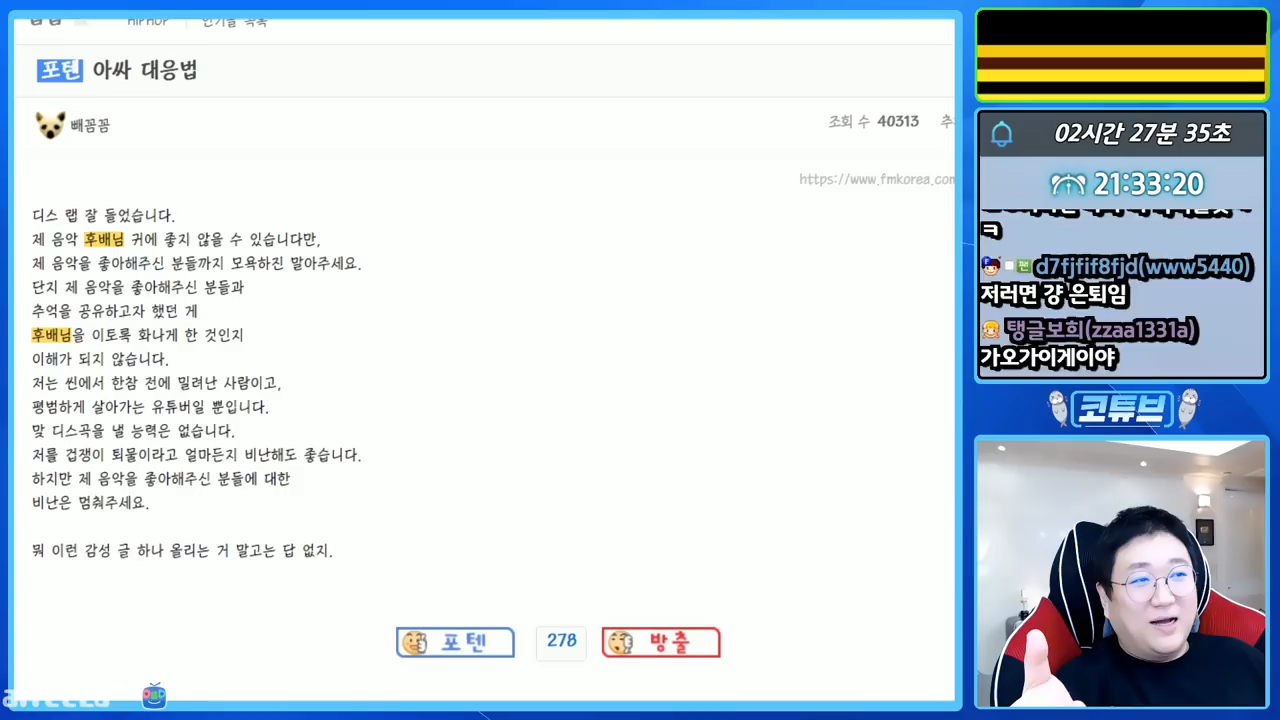 HIPHOP
인기글 목록
포텐 아싸 대응법
빼꼼꼼
조회 수 40313
https://www.fmkorea.com
디스 랩 잘 들었습니다.
제 음악 후배님 귀에 좋지 않을 수 있습니다만,
제 음악을 좋아해주신 분들까지 모욕하진 말아주세요.
단지 제 음악을 좋아해주신 분들과
추억을 공유하고자 했던 게
후배님을 이토록 화나게 한 것인지
이해가 되지 않습니다.
저는 씬에서 한참 전에 밀려난 사람이고,
평범하게 살아가는 유튜버일 뿐입니다.
맞 디스곡을 낼 능력은 없습니다.
저를 겁쟁이 퇴물이라고 얼마든지 비난해도 좋습니다.
하지만 제 음악을 좋아해주신 분들에 대한
비난은 멈춰주세요.
뭐 이런 감성 글 하나 올리는 거 말고는 답 없지.
포텐
278
방출
02시간 27분 35초
21:33:20
ㅋ
d7fjfif8fjd(www5440)
저러면 걍 은퇴임
탱글보희(zzaa1331a)
가오가이게이야
코튜브